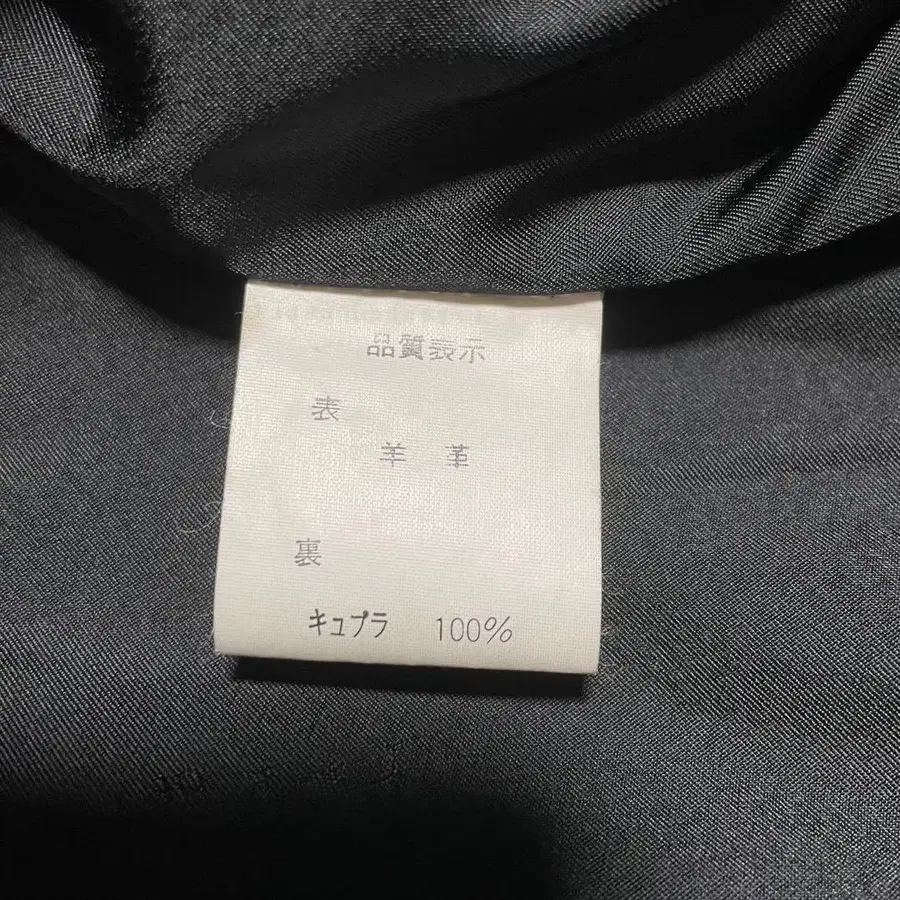 品質表示
表
羊 革
裏
キュプラ 100%